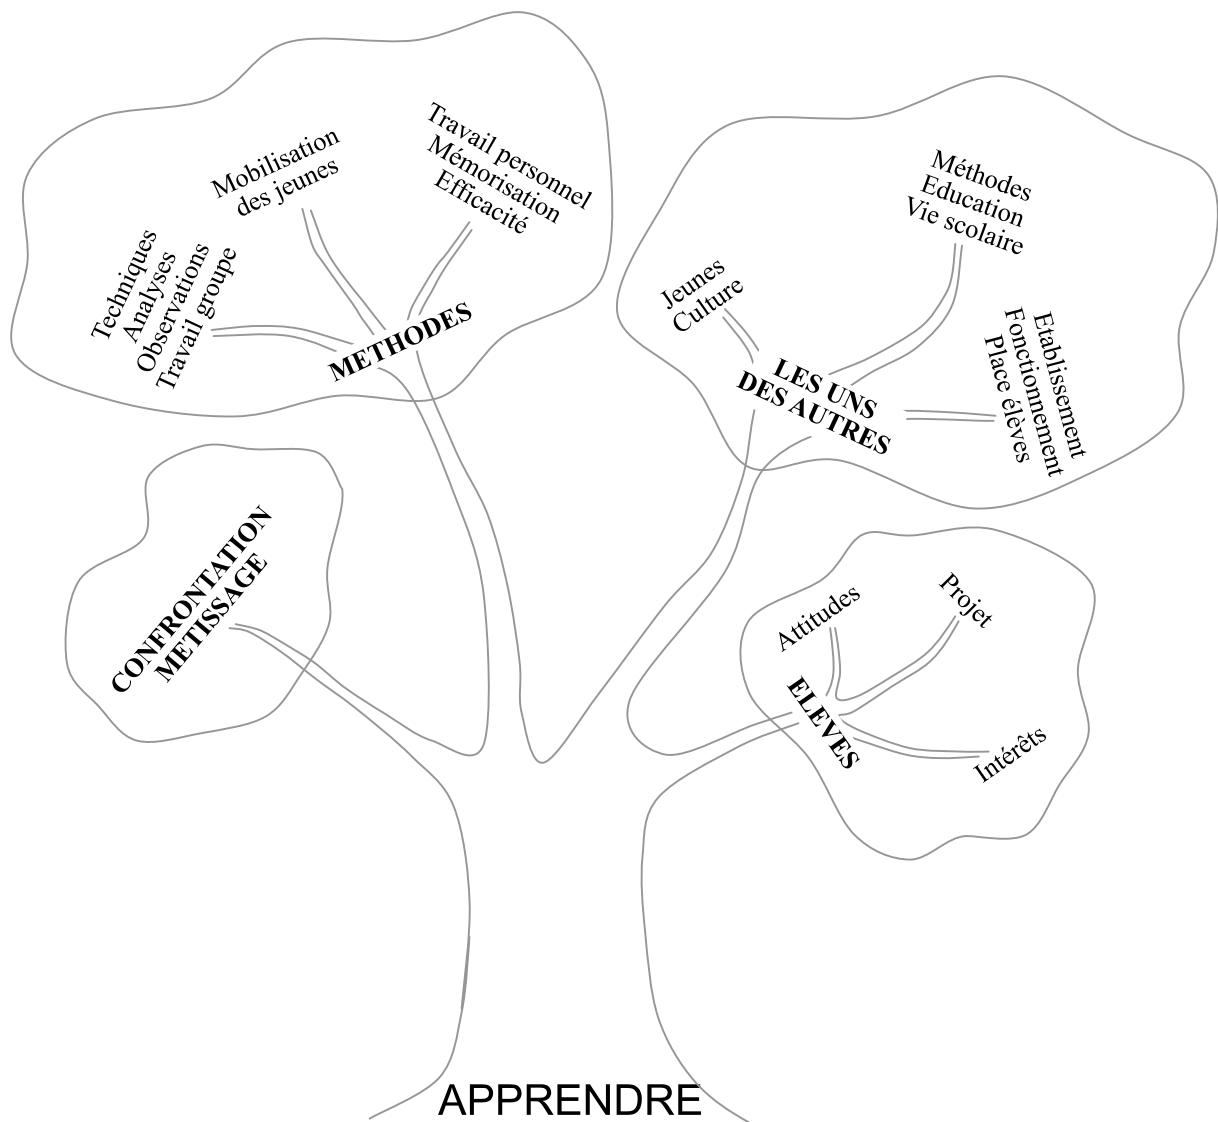 Travail personnel
Mémorisation
Efficacité
Mobilisation
des jeunes
Techniques
Analyses
Observations
Travail groupe
METHODES
Méthodes
Education
Vie scolaire
Jeunes
Culture
Etablissement
Fonctionnement
Place élèves
LES UNS
DES AUTRES
CONFRONTATION
METISSAGE
Attitudes
Projet
ELEVES
Intérêts
APPRENDRE